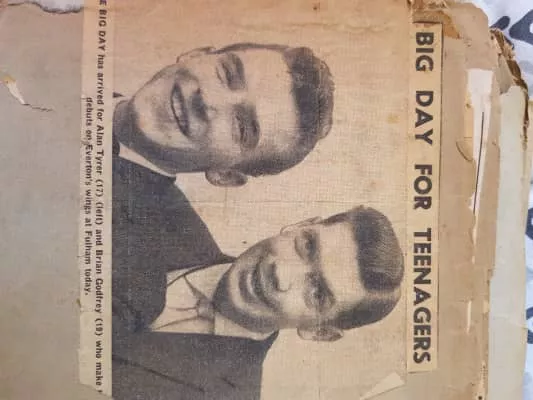 BIG DAY FOR TEENAGERS
E BIG DAY has arrived for Alan Tyrer (17) (left) and Brian Godfrey (19) who make
debuts on Everton's wings at Fulham today.